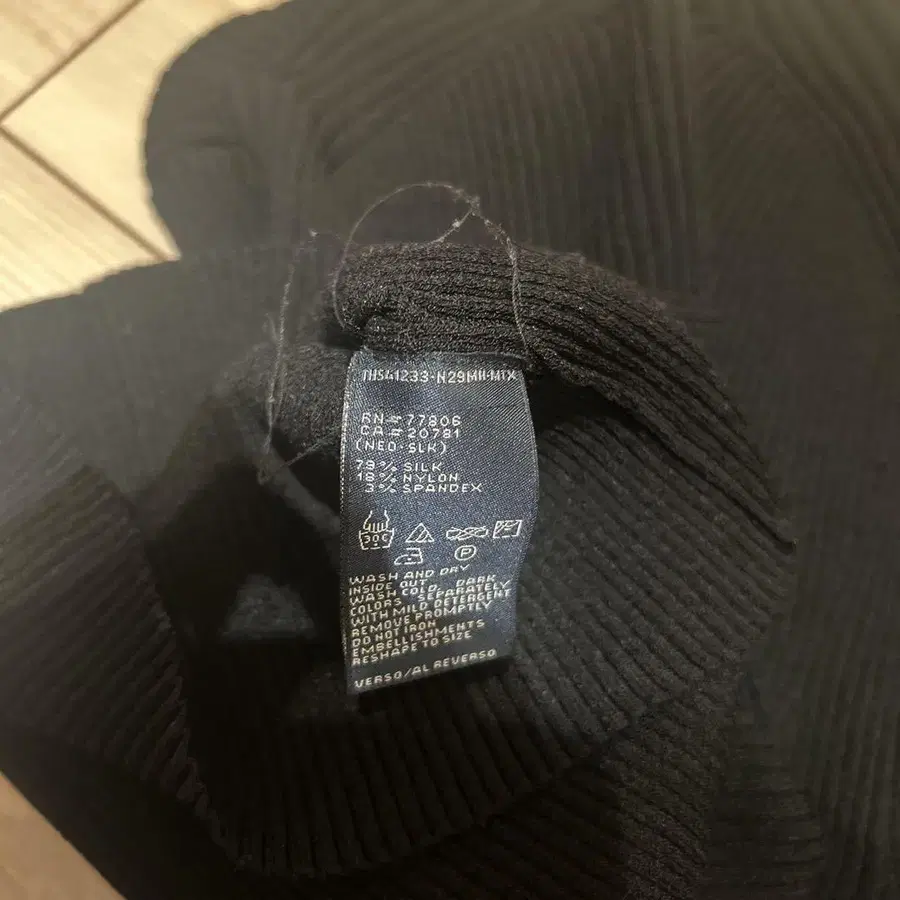 THS41233-N29MH-MTX
RN=77806
CA=20781
(NEO-SLK)
79% SILK
18% NYLON
3% SPANDEX
30C
P
WASH AND DRY
INSIDE OUT
WASH COLD, DARK
COLORS SEPARATELY
WITH MILD DETERGENT
REMOVE PROMPTLY
DO NOT IRON
EMBELLISHMENTS
RESHAPE TO SIZE
VERSO/AL REVERSO